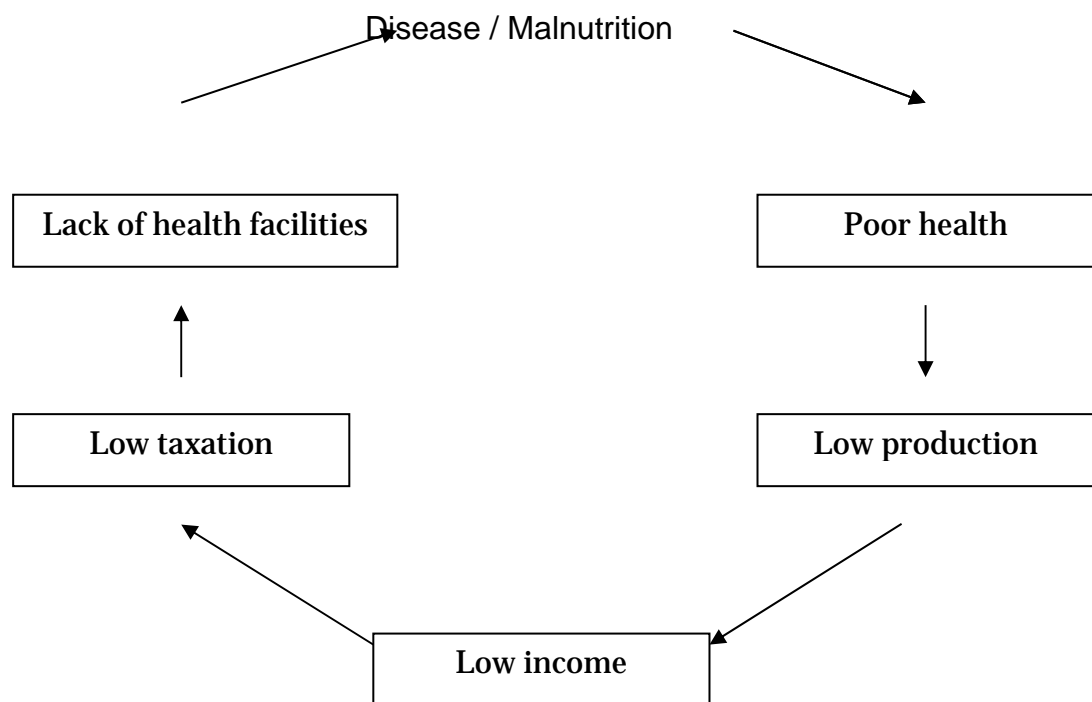 Disease / Malnutrition
Lack of health facilities
Poor health
Low taxation
Low production
Low income